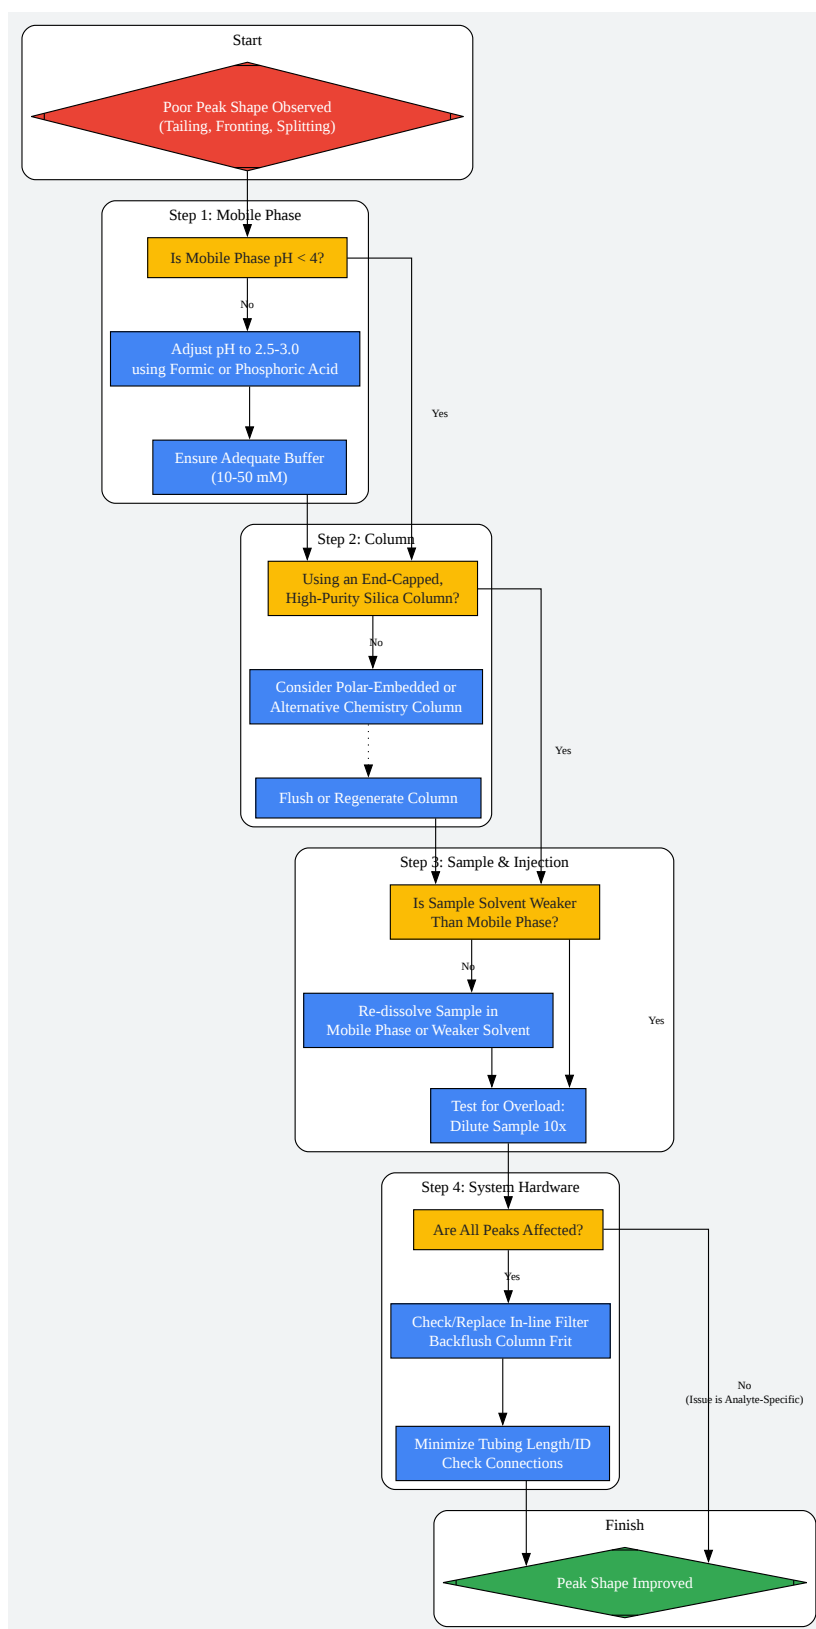 Start
Poor Peak Shape Observed
(Tailing, Fronting, Splitting)
Step 1: Mobile Phase
Is Mobile Phase pH < 4?
No
Adjust pH to 2.5-3.0
using Formic or Phosphoric Acid
Yes
Ensure Adequate Buffer
(10-50 mM)
Step 2: Column
Using an End-Capped,
High-Purity Silica Column?
No
Consider Polar-Embedded or
Alternative Chemistry Column
Yes
Flush or Regenerate Column
Step 3: Sample & Injection
Is Sample Solvent Weaker
Than Mobile Phase?
No
Re-dissolve Sample in
Mobile Phase or Weaker Solvent
Yes
Test for Overload:
Dilute Sample 10x
Step 4: System Hardware
Are All Peaks Affected?
Yes
Check/Replace In-line Filter
Backflush Column Frit
No
(Issue is Analyte-Specific)
Minimize Tubing Length/ID
Check Connections
Finish
Peak Shape Improved